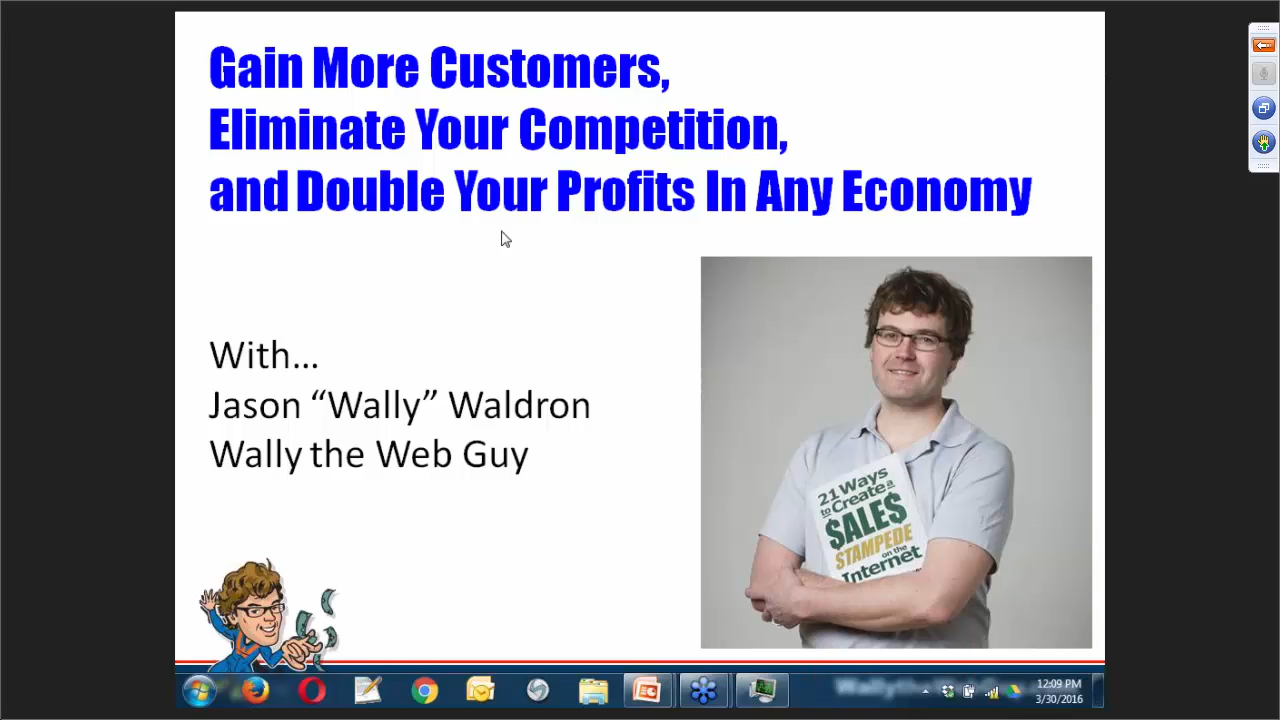 Gain More Customers,
Eliminate Your Competition,
and Double Your Profits In Any Economy
With...
Jason “Wally” Waldron
Wally the Web Guy
21 Ways
to Create a
$ALE$
STAMPEDE
on the
Internet
12:09 PM
3/30/2016